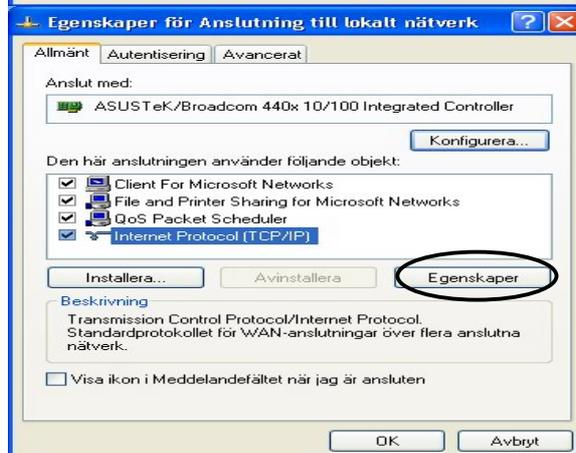 Egenskaper för Anslutning till lokalt nätverk
Allmänt Autentisering Avancerat
Anslut med:
ASUSTeK/Broadcom 440x 10/100 Integrated Controller
Konfigurera...
Den här anslutningen använder följande objekt:
Client For Microsoft Networks
File and Printer Sharing for Microsoft Networks
QoS Packet Scheduler
Internet Protocol (TCP/IP)
Installera... Avinstallera Egenskaper
Beskrivning
Transmission Control Protocol/Internet Protocol.
Standardprotokollet för WAN-anslutningar över flera anslutna
nätverk.
Visa ikon i Meddelandefältet när jag är ansluten
OK Avbryt